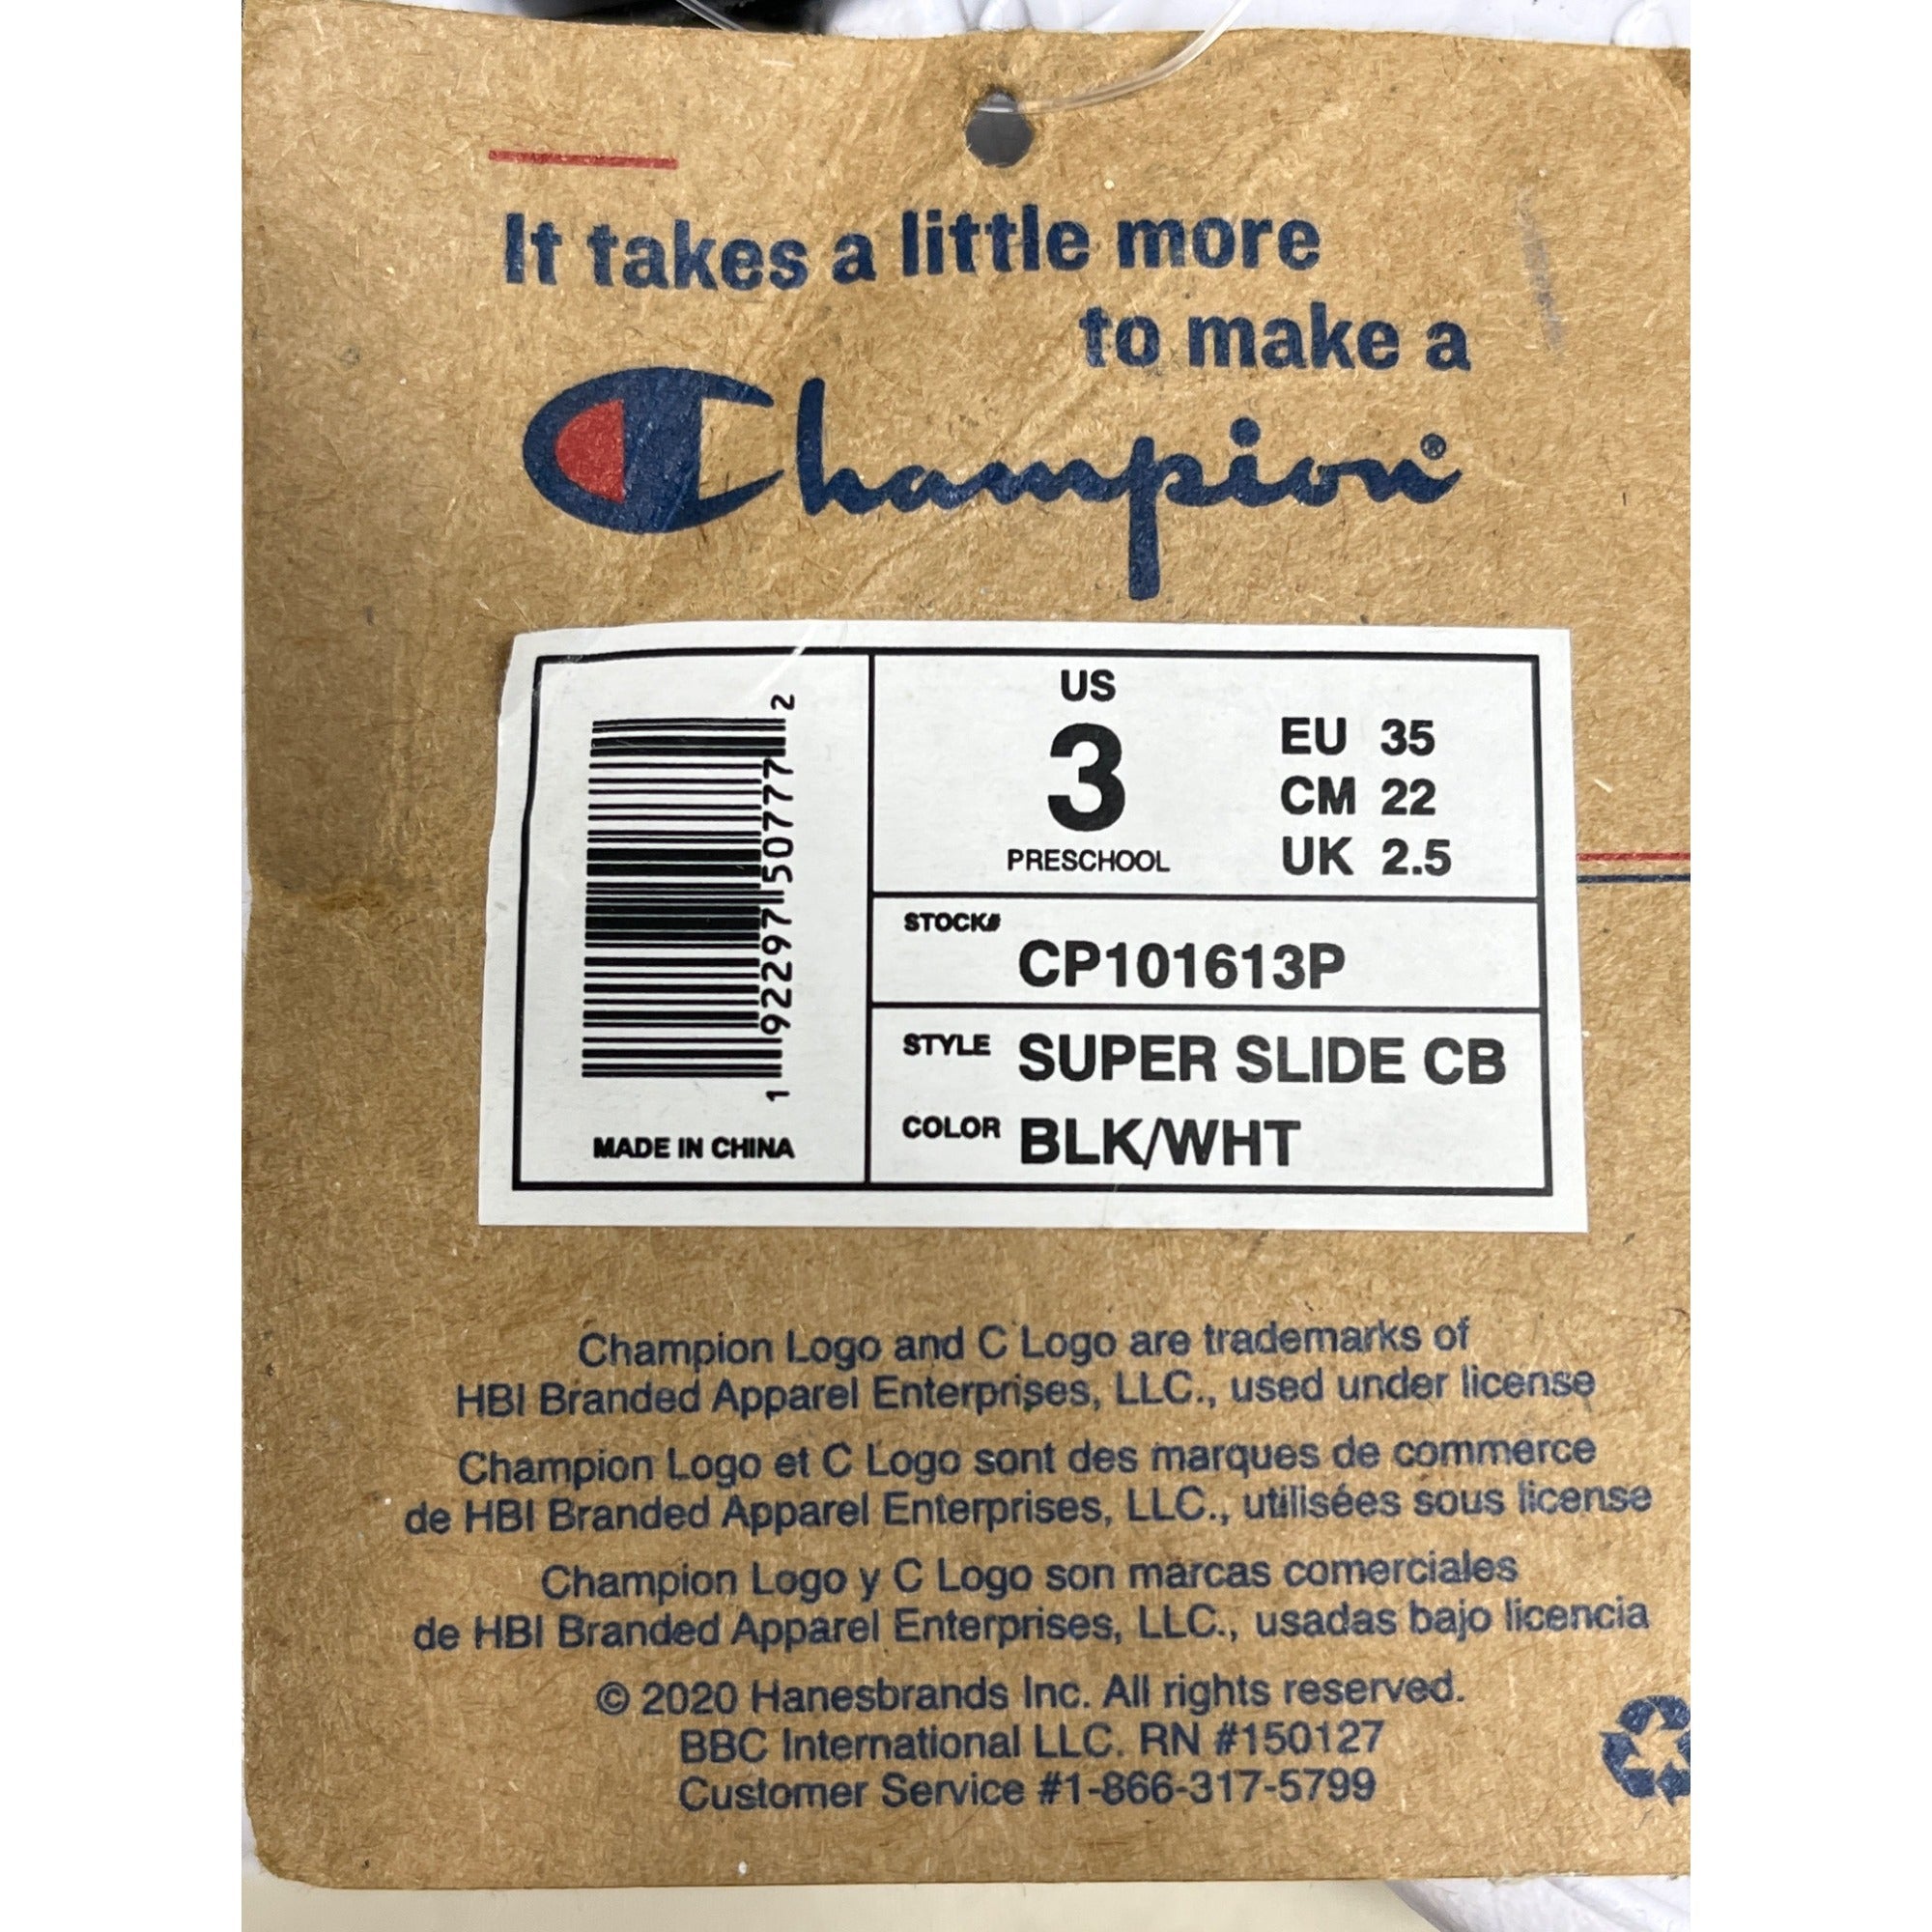 It takes a little more
to make a
Champion®
US
3
PRESCHOOL
EU 35
CM 22
UK 2.5
1 92297 50777 2
MADE IN CHINA
STOCK# CP101613P
STYLE SUPER SLIDE CB
COLOR BLK/WHT
Champion Logo and C Logo are trademarks of
HBI Branded Apparel Enterprises, LLC., used under license
Champion Logo et C Logo sont des marques de commerce
de HBI Branded Apparel Enterprises, LLC., utilisées sous license
Champion Logo y C Logo son marcas comerciales
de HBI Branded Apparel Enterprises, LLC., usadas bajo licencia
© 2020 Hanesbrands Inc. All rights reserved.
BBC International LLC. RN #150127
Customer Service #1-866-317-5799